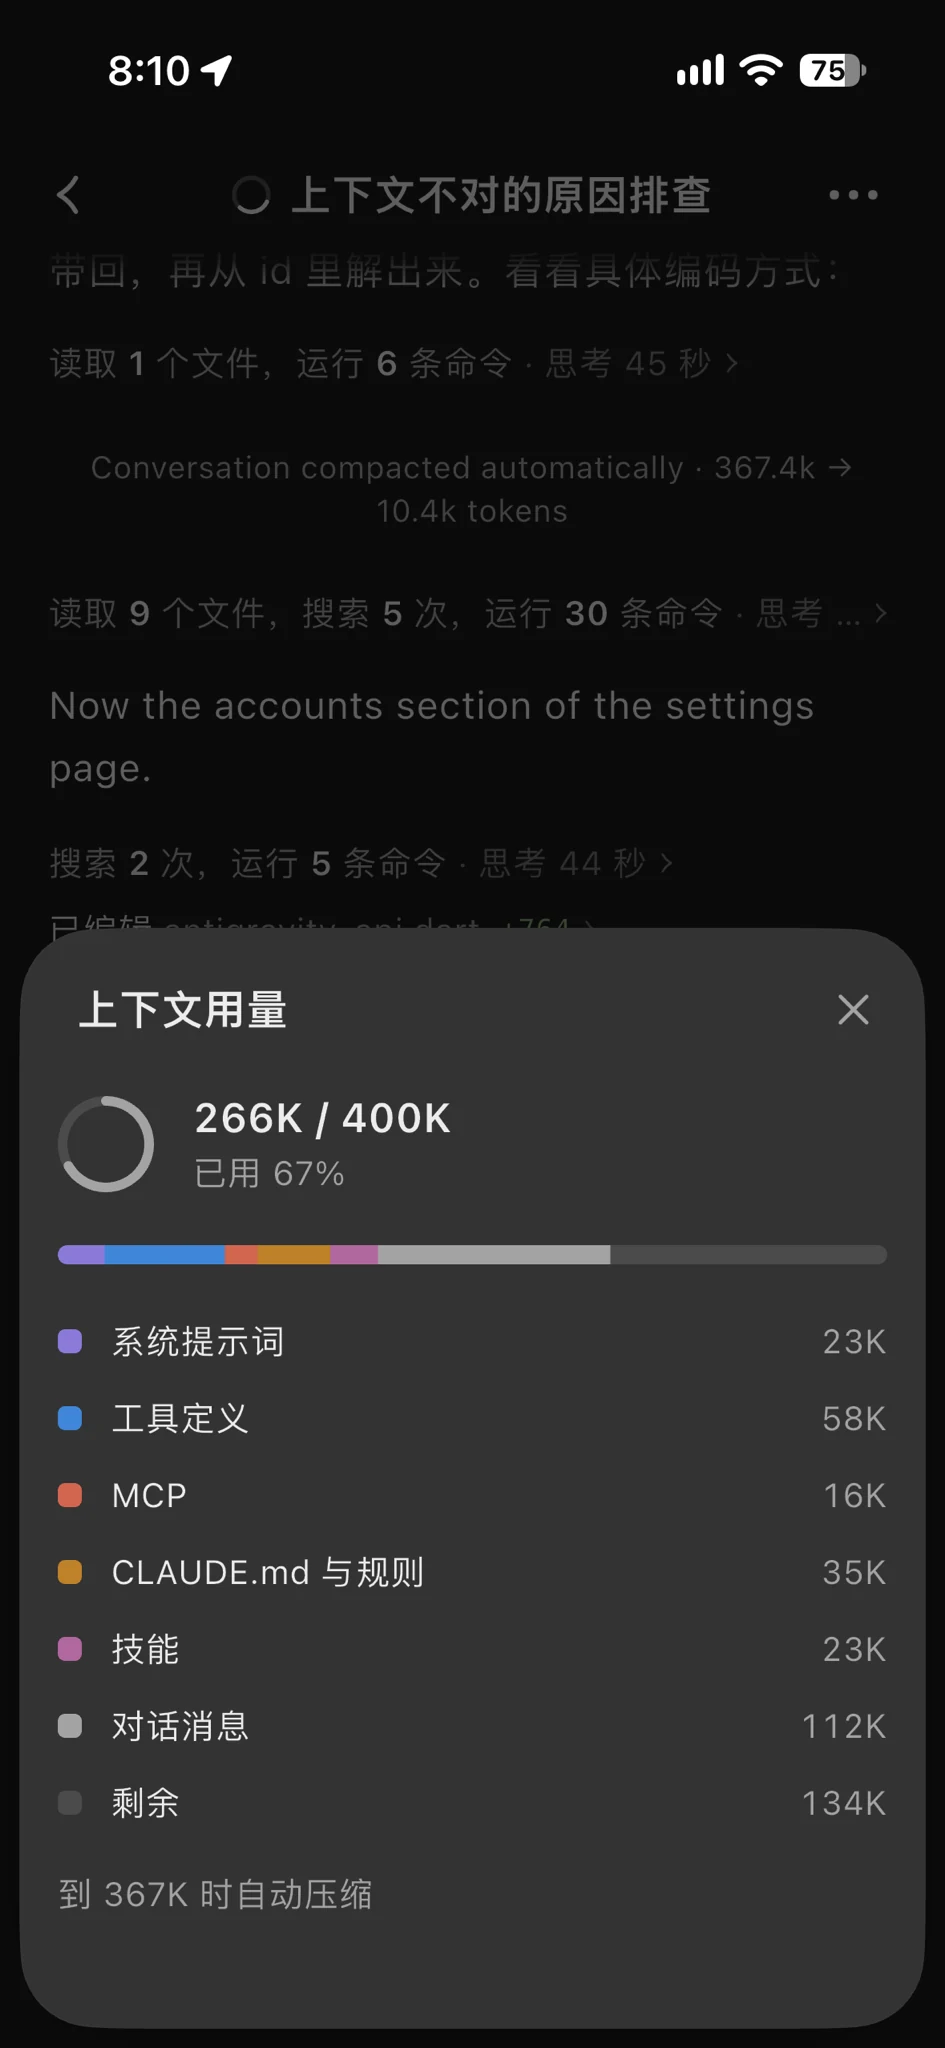 8:10
75
上下文不对的原因排查
带回，再从 id 里解出来。看看具体编码方式：
读取 1 个文件，运行 6 条命令 · 思考 45 秒
Conversation compacted automatically · 367.4k →
10.4k tokens
读取 9 个文件，搜索 5 次，运行 30 条命令 · 思考 ...
Now the accounts section of the settings
page.
搜索 2 次，运行 5 条命令 · 思考 44 秒
已编辑 antigravity_api.dart +764
上下文用量
266K / 400K
已用 67%
系统提示词 23K
工具定义 58K
MCP 16K
CLAUDE.md 与规则 35K
技能 23K
对话消息 112K
剩余 134K
到 367K 时自动压缩